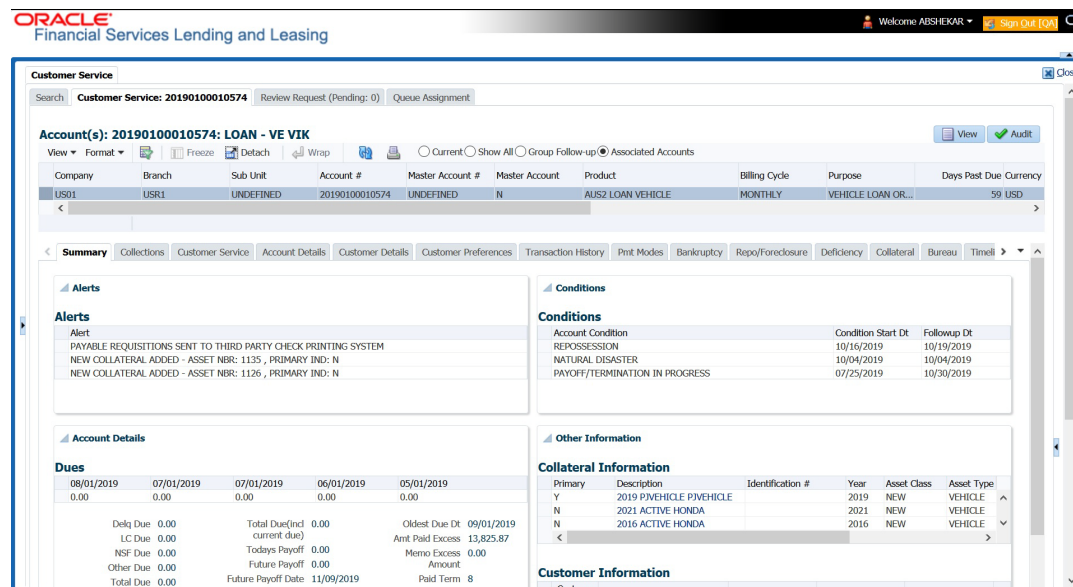 ORACLE
Financial Services Lending and Leasing
Welcome ABSHEKAR
Sign Out [QA]
Customer Service
Clos
Search Customer Service: 20190100010574 Review Request (Pending: 0) Queue Assignment
Account(s): 20190100010574: LOAN - VE VIK
View Audit
View Format Freeze Detach Wrap Current Show All Group Follow-up Associated Accounts
Company Branch Sub Unit Account # Master Account # Master Account Product Billing Cycle Purpose Days Past Due Currency
US01 USR1 UNDEFINED 20190100010574 UNDEFINED N AUS2 LOAN VEHICLE MONTHLY VEHICLE LOAN OR... 59 USD
Summary Collections Customer Service Account Details Customer Details Customer Preferences Transaction History Pmt Modes Bankruptcy Repo/Foreclosure Deficiency Collateral Bureau Timeli
Alerts
Alerts
Alert
PAYABLE REQUISITIONS SENT TO THIRD PARTY CHECK PRINTING SYSTEM
NEW COLLATERAL ADDED - ASSET NBR: 1135 , PRIMARY IND: N
NEW COLLATERAL ADDED - ASSET NBR: 1126 , PRIMARY IND: N
Conditions
Conditions
Account Condition Condition Start Dt Followup Dt
REPOSSESSION 10/16/2019 10/19/2019
NATURAL DISASTER 10/04/2019 10/04/2019
PAYOFF/TERMINATION IN PROGRESS 07/25/2019 10/30/2019
Account Details
Dues
08/01/2019 07/01/2019 07/01/2019 06/01/2019 05/01/2019
0.00 0.00 0.00 0.00 0.00
Delq Due 0.00
LC Due 0.00
NSF Due 0.00
Other Due 0.00
Total Due 0.00
Total Due(incl 0.00
current due)
Todays Payoff 0.00
Future Payoff 0.00
Future Payoff Date 11/09/2019
Oldest Due Dt 09/01/2019
Amt Paid Excess 13,825.87
Memo Excess 0.00
Amount
Paid Term 8
Other Information
Collateral Information
Primary Description Identification # Year Asset Class Asset Type
Y 2019 PJVEHICLE PJVEHICLE 2019 NEW VEHICLE
N 2021 ACTIVE HONDA 2021 NEW VEHICLE
N 2016 ACTIVE HONDA 2016 NEW VEHICLE
Customer Information